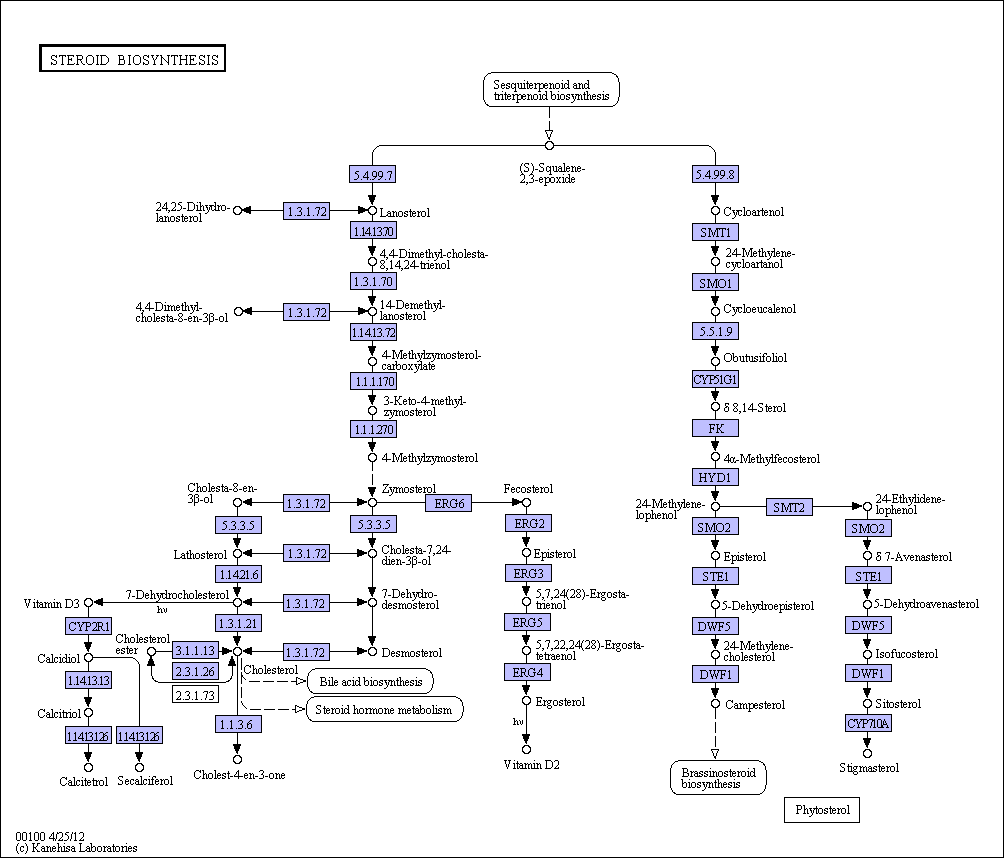 STEROID BIOSYNTHESIS
Sesquiterpenoid and
triterpenoid biosynthesis
(S)-Squalene-
2,3-epoxide
5.4.99.7
5.4.99.8
24,25-Dihydro-
lanosterol
1.3.1.72
Lanosterol
Cycloartenol
1.14.13.70
SMT1
4,4-Dimethyl-cholesta-
8,14,24-trienol
24-Methylene-
cycloartanol
1.3.1.70
SMO1
4,4-Dimethyl-
cholesta-8-en-3β-ol
1.3.1.72
14-Demethyl-
lanosterol
Cycloeucalenol
1.14.13.72
5.5.1.9
4-Methylzymosterol-
carboxylate
Obutusifoliol
1.1.1.170
CYP51G1
3-Keto-4-methyl-
zymosterol
δ 8,14-Sterol
1.1.1.270
FK
4-Methylzymosterol
4α-Methylfecosterol
HYD1
Cholesta-8-en-
3β-ol
1.3.1.72
Zymosterol
ERG6
Fecosterol
24-Methylene-
lophenol
SMT2
24-Ethylidene-
lophenol
5.3.3.5
5.3.3.5
ERG2
SMO2
SMO2
Lathosterol
1.3.1.72
Cholesta-7,24-
dien-3β-ol
Episterol
Episterol
δ 7-Avenasterol
1.14.21.6
ERG3
STE1
STE1
Vitamin D3
hν
7-Dehydrocholesterol
1.3.1.72
7-Dehydro-
desmosterol
5,7,24(28)-Ergosta-
trienol
5-Dehydroepisterol
5-Dehydroavenasterol
CYP2R1
1.3.1.21
ERG5
DWF5
DWF5
Calcidiol
Cholesterol
ester
3.1.1.13
1.3.1.72
Desmosterol
5,7,22,24(28)-Ergosta-
tetraenol
24-Methylene-
cholesterol
Isofucosterol
2.3.1.26
Cholesterol
1.14.13.13
Bile acid biosynthesis
ERG4
DWF1
DWF1
2.3.1.73
Calcitriol
Steroid hormone metabolism
Ergosterol
Campesterol
Sitosterol
1.14.13.126
1.14.13.126
1.1.3.6
hν
CYP710A
Calcitetrol
Secalciferol
Cholest-4-en-3-one
Vitamin D2
Brassinosteroid
biosynthesis
Stigmasterol
Phytosterol
00100 4/25/12
(c) Kanehisa Laboratories